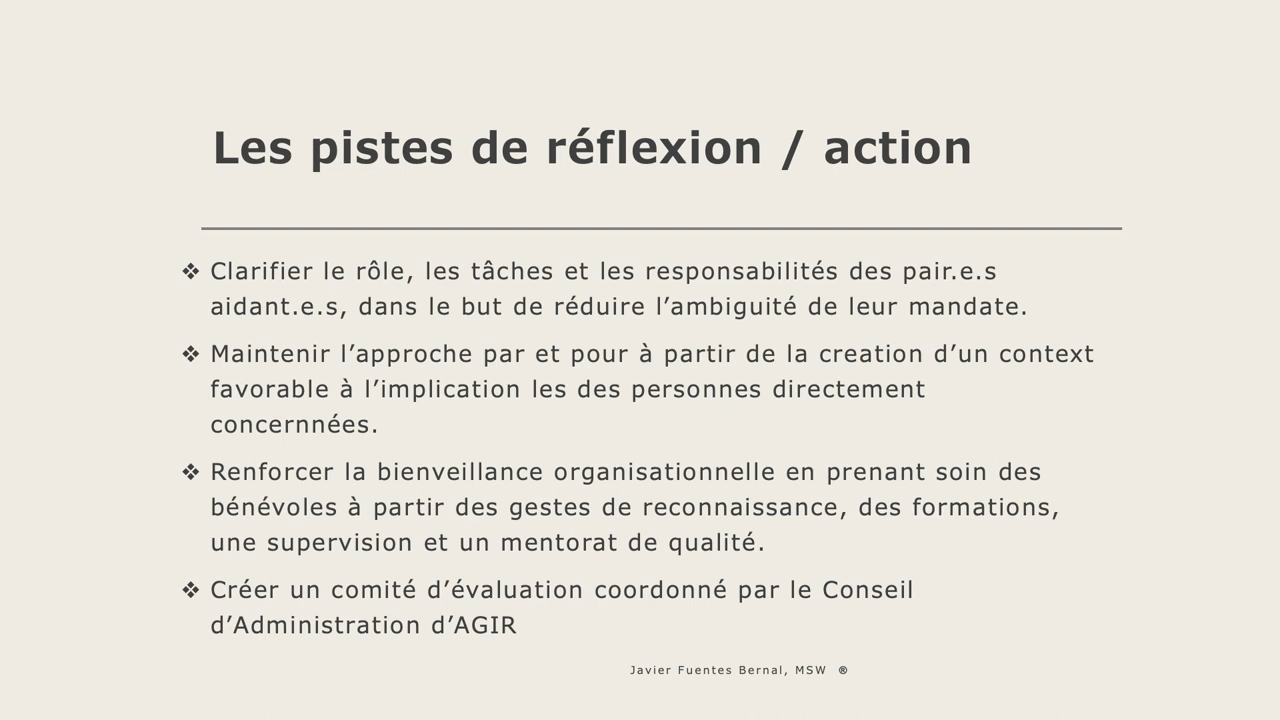 Les pistes de réflexion / action
❖ Clarifier le rôle, les tâches et les responsabilités des pair.e.s
aidant.e.s, dans le but de réduire l’ambiguité de leur mandate.
❖ Maintenir l’approche par et pour à partir de la creation d’un context
favorable à l’implication les des personnes directement
concernnées.
❖ Renforcer la bienveillance organisationnelle en prenant soin des
bénévoles à partir des gestes de reconnaissance, des formations,
une supervision et un mentorat de qualité.
❖ Créer un comité d’évaluation coordonné par le Conseil
d’Administration d’AGIR
Javier Fuentes Bernal, MSW ®